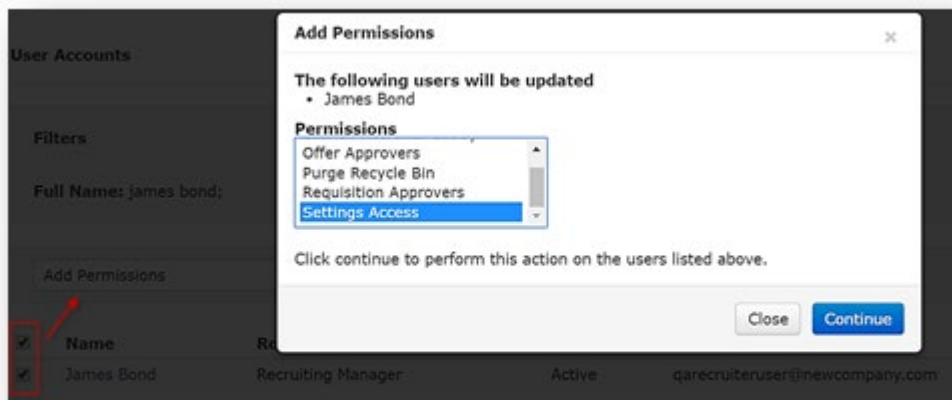 User Accounts
Filters
Full Name: james bond;
Add Permissions
Name
James Bond Recruiting Manager Active qarecruiteruser@newcompany.com
Add Permissions
×
The following users will be updated
• James Bond
Permissions
Offer Approvers
Purge Recycle Bin
Requisition Approvers
Settings Access
Click continue to perform this action on the users listed above.
Close Continue